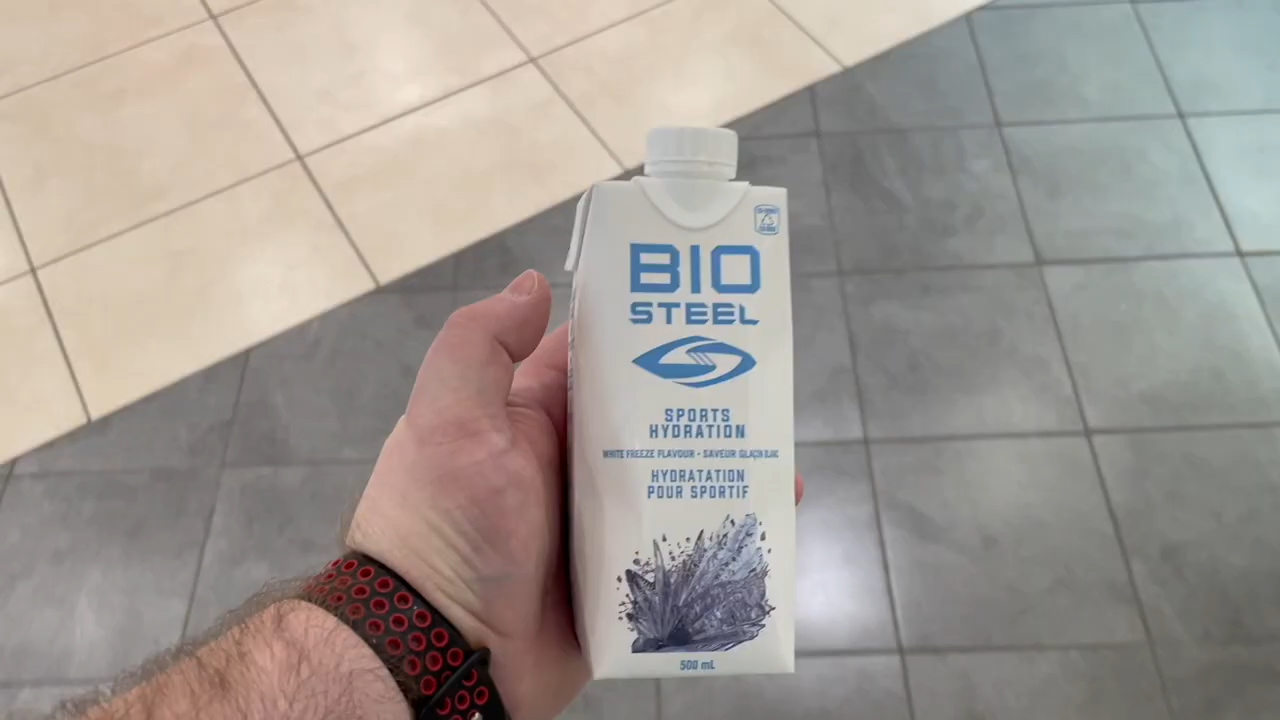 BIO
STEEL
SPORTS
HYDRATION
WHITE FREEZE FLAVOUR • SAVEUR GLAÇON BLANC
HYDRATATION
POUR SPORTIF
500 mL